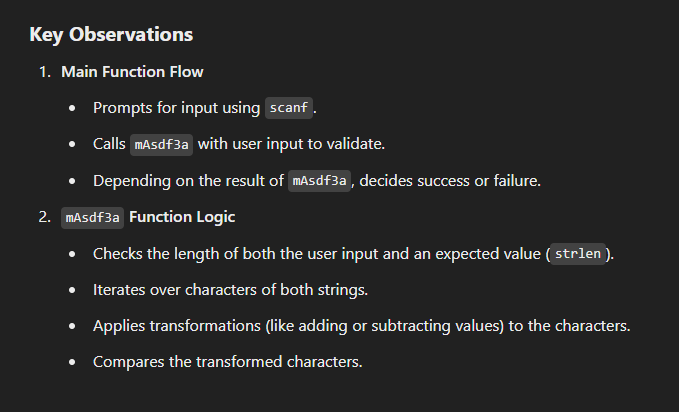 Key Observations
1. Main Function Flow
• Prompts for input using scanf.
• Calls mAsdf3a with user input to validate.
• Depending on the result of mAsdf3a, decides success or failure.
2. mAsdf3a Function Logic
• Checks the length of both the user input and an expected value (strlen).
• Iterates over characters of both strings.
• Applies transformations (like adding or subtracting values) to the characters.
• Compares the transformed characters.